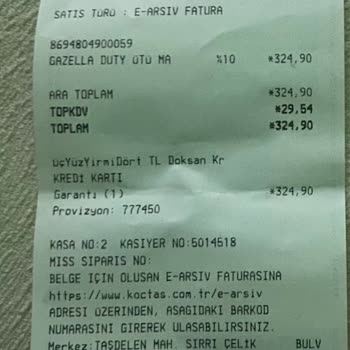 SATIS TÜRÜ : E-ARSIV FATURA
8694804900059
GAZELLA DUTY ÜTÜ MA %10 *324,90
ARA TOPLAM *324,90
TOPKDV *29,54
TOPLAM *324,90
üçYüzYirmiDört TL Doksan Kr
KREDİ KARTI
Garanti (1) *324,90
Provizyon: 777450
KASA NO:2 KASIYER NO:5014518
MISS SIPARIS NO:
BELGE IÇIN OLUSAN E-ARSIV FATURASINA
https://www.koctas.com.tr/e-arsiv
ADRESI ÜZERINDEN, ASAGIDAKI BARKOD
NUMARASINI GIREREK ULASABILIRSINIZ.
Merkez:TASDELEN MAH. SIRRI ÇELIK BULV